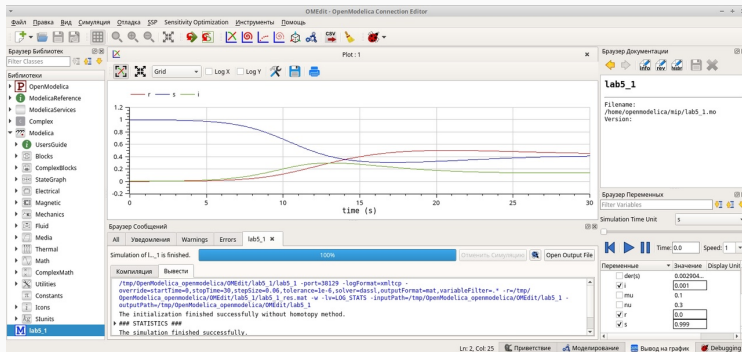 OMEdit - OpenModelica Connection Editor
Файл Правка Вид Симуляция Отладка SSP Sensitivity Optimization Инструменты Помощь
Браузер Библиотек
Filter Classes
Библиотеки
OpenModelica
ModelicaReference
ModelicaServices
Complex
Modelica
UsersGuide
Blocks
ComplexBlocks
StateGraph
Electrical
Magnetic
Mechanics
Fluid
Media
Thermal
Math
ComplexMath
Utilities
Constants
Icons
SIunits
lab5_1
Plot : 1
Grid Log X Log Y
r s i
1.2
1
0.8
0.6
0.4
0.2
0
-0.2
0 5 10 15 20 25 30
time (s)
Браузер Сообщений
All Уведомления Warnings Errors lab5_1
Simulation of l..._1 is finished. 100% Отменить Симуляцию Open Output File
Компиляция Вывести
/tmp/OpenModelica_openmodelica/OMEdit/lab5_1/lab5_1 -port=38129 -logFormat=xmltcp -
override=startTime=0,stopTime=30,stepSize=0.06,tolerance=1e-6,solver=dassl,outputFormat=mat,variableFilter=.* -r=/tmp/
OpenModelica_openmodelica/OMEdit/lab5_1/lab5_1_res.mat -w -lv=LOG_STATS -inputPath=/tmp/OpenModelica_openmodelica/OMEdit/lab5_1 -
outputPath=/tmp/OpenModelica_openmodelica/OMEdit/lab5_1
The initialization finished successfully without homotopy method.
### STATISTICS ###
The simulation finished successfully.
Браузер Документации
lab5_1
Filename:
/home/openmodelica/mip/lab5_1.mo
Version:
Браузер Переменных
Filter Variables
Simulation Time Unit s
Time: 0.0 Speed: 1
Переменные Значение Display Unit
der(s) 0.002904...
i 0.001
mu 0.1
nu 0.3
r 0.0
s 0.999
Ln: 2, Col: 25 Приветствие Моделирование Вывод на график Debugging